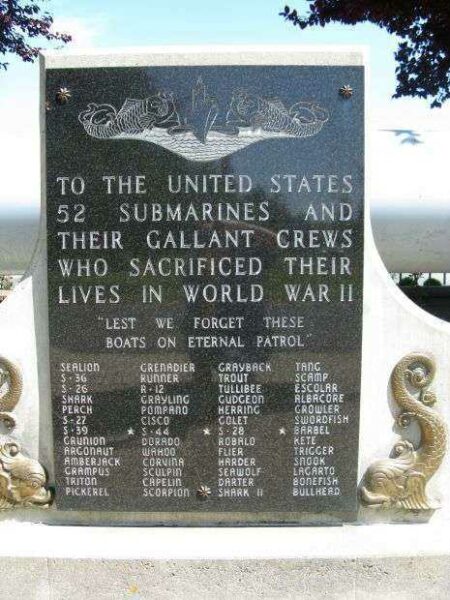 TO THE UNITED STATES
52 SUBMARINES AND
THEIR GALLANT CREWS
WHO SACRIFICED THEIR
LIVES IN WORLD WAR II
"LEST WE FORGET THESE
BOATS ON ETERNAL PATROL"
SEALION GRENADIER GRAYBACK TANG
S-36 RUNNER TROUT SCAMP
S-26 R-12 TULLIBEE ESCOLAR
SHARK GRAYLING GUDGEON ALBACORE
PERCH POMPANO HERRING GROWLER
S-27 CISCO GOLET SWORDFISH
S-39 S-44 S-28 BARBEL
GRUNION DORADO ROBALO KETE
ARGONAUT WAHOO FLIER TRIGGER
AMBERJACK CORVINA HARDER SNOOK
GRAMPUS SCULPIN SEAWOLF LAGARTO
TRITON CAPELIN DARTER BONEFISH
PICKEREL SCORPION SHARK II BULLHEAD